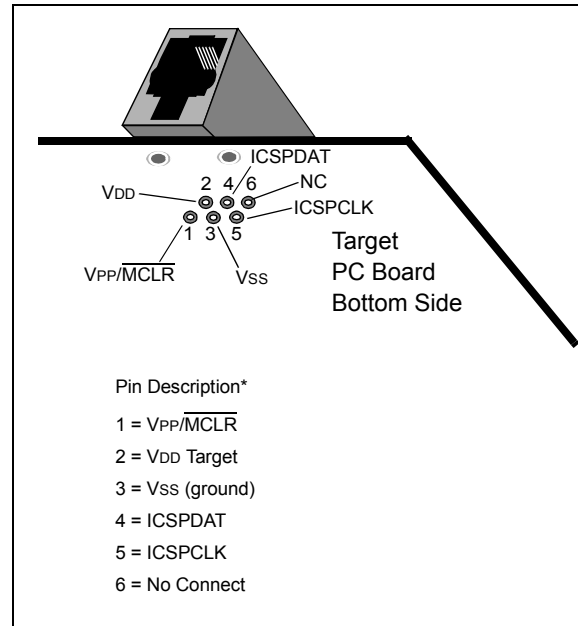 ICSPDAT
2 4 6 NC
VDD
ICSPCLK
1 3 5
VPP/MCLR
VSS
Target
PC Board
Bottom Side
Pin Description*
1 = VPP/MCLR
2 = VDD Target
3 = VSS (ground)
4 = ICSPDAT
5 = ICSPCLK
6 = No Connect